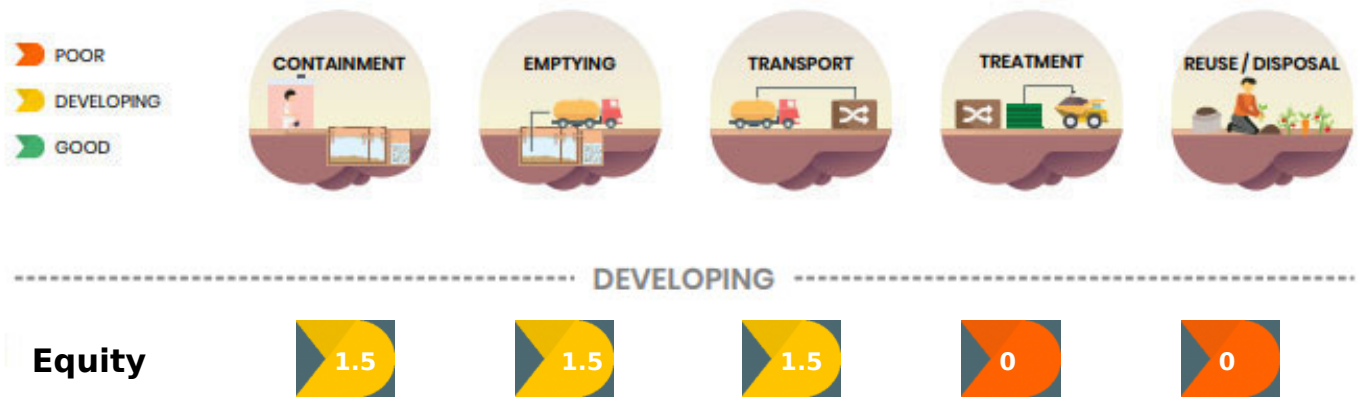 POOR
DEVELOPING
GOOD
CONTAINMENT
EMPTYING
TRANSPORT
TREATMENT
REUSE / DISPOSAL
DEVELOPING
Equity 1.5 1.5 1.5 0 0